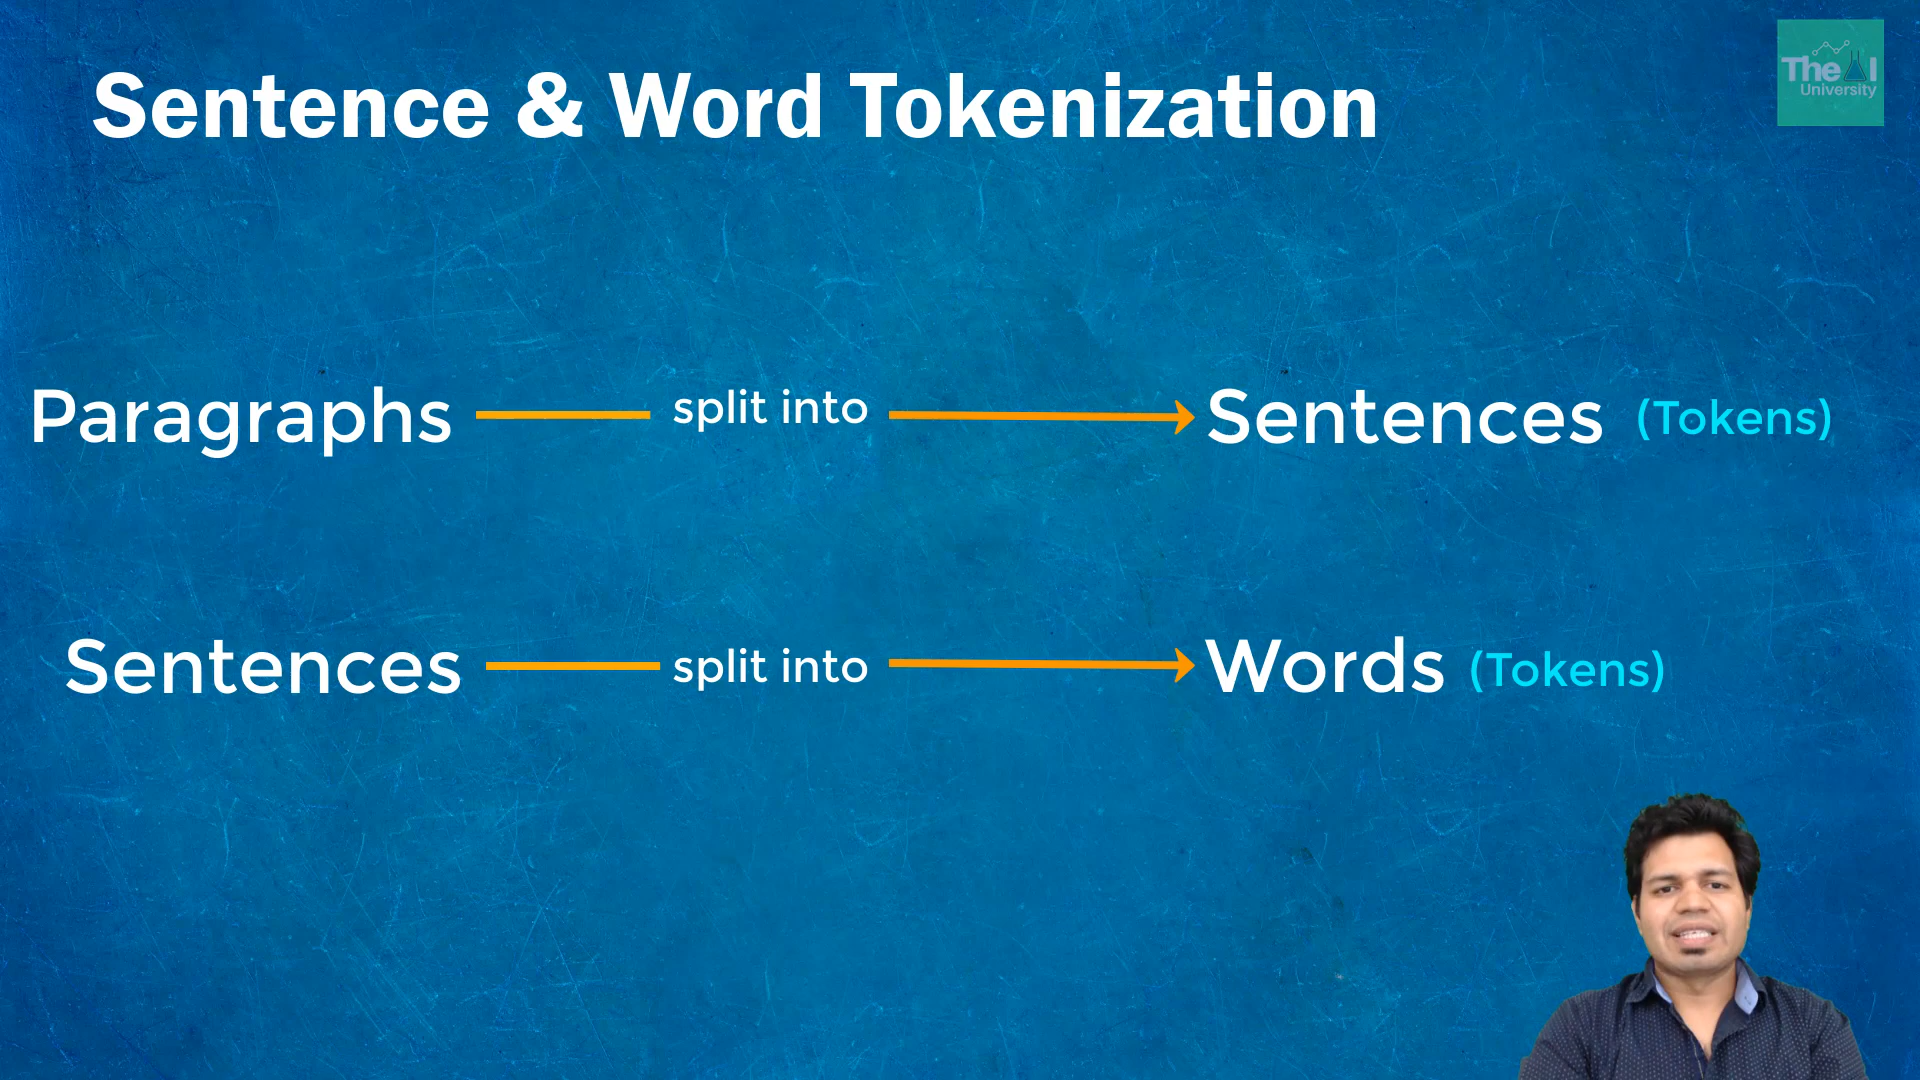 Sentence & Word Tokenization
The AI
University
Paragraphs split into Sentences (Tokens)
Sentences split into Words (Tokens)